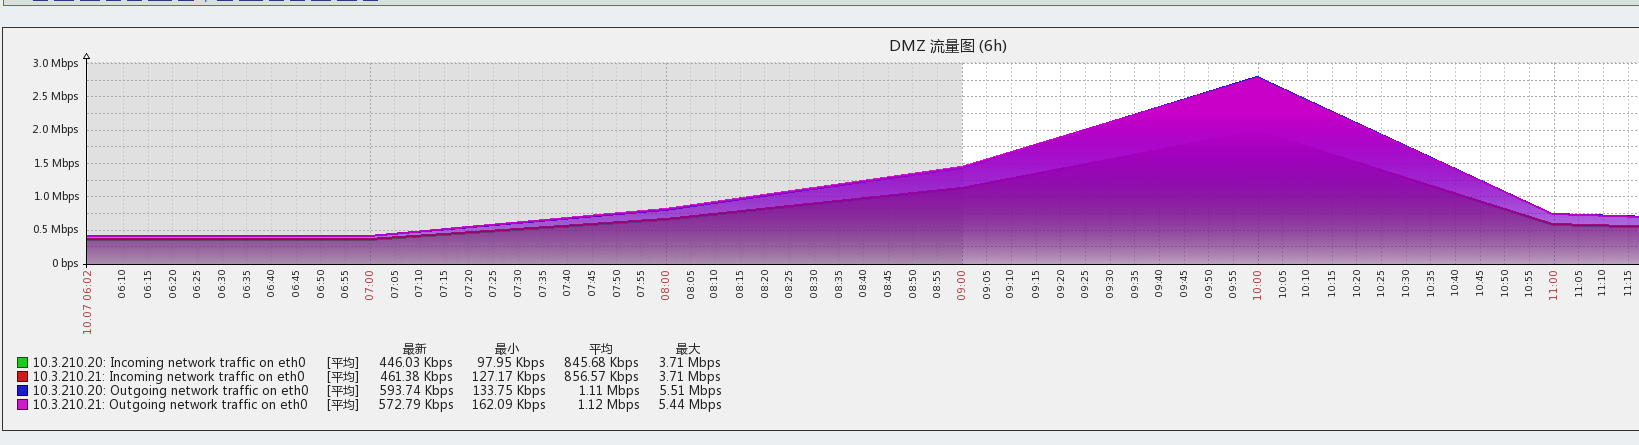 DMZ 流量图 (6h)
3.0 Mbps
2.5 Mbps
2.0 Mbps
1.5 Mbps
1.0 Mbps
0.5 Mbps
0 bps
10.07 06:02 06:10 06:15 06:20 06:25 06:30 06:35 06:40 06:45 06:50 06:55 07:00 07:05 07:10 07:15 07:20 07:25 07:30 07:35 07:40 07:45 07:50 07:55 08:00 08:05 08:10 08:15 08:20 08:25 08:30 08:35 08:40 08:45 08:50 08:55 09:00 09:05 09:10 09:15 09:20 09:25 09:30 09:35 09:40 09:45 09:50 09:55 10:00 10:05 10:10 10:15 10:20 10:25 10:30 10:35 10:40 10:45 10:50 10:55 11:00 11:05 11:10 11:15
最新 最小 平均 最大
10.3.210.20: Incoming network traffic on eth0 [平均] 446.03 Kbps 97.95 Kbps 845.68 Kbps 3.71 Mbps
10.3.210.21: Incoming network traffic on eth0 [平均] 461.38 Kbps 127.17 Kbps 856.57 Kbps 3.71 Mbps
10.3.210.20: Outgoing network traffic on eth0 [平均] 593.74 Kbps 133.75 Kbps 1.11 Mbps 5.51 Mbps
10.3.210.21: Outgoing network traffic on eth0 [平均] 572.79 Kbps 162.09 Kbps 1.12 Mbps 5.44 Mbps